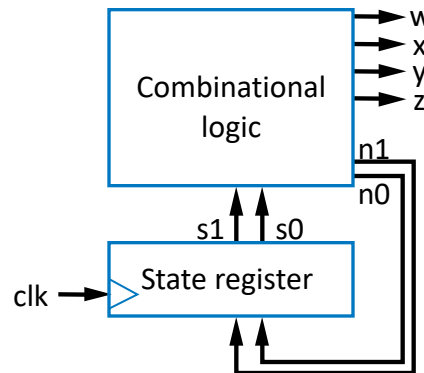 w
x
y
z
Combinational
logic
n1
n0
s1 s0
State register
clk